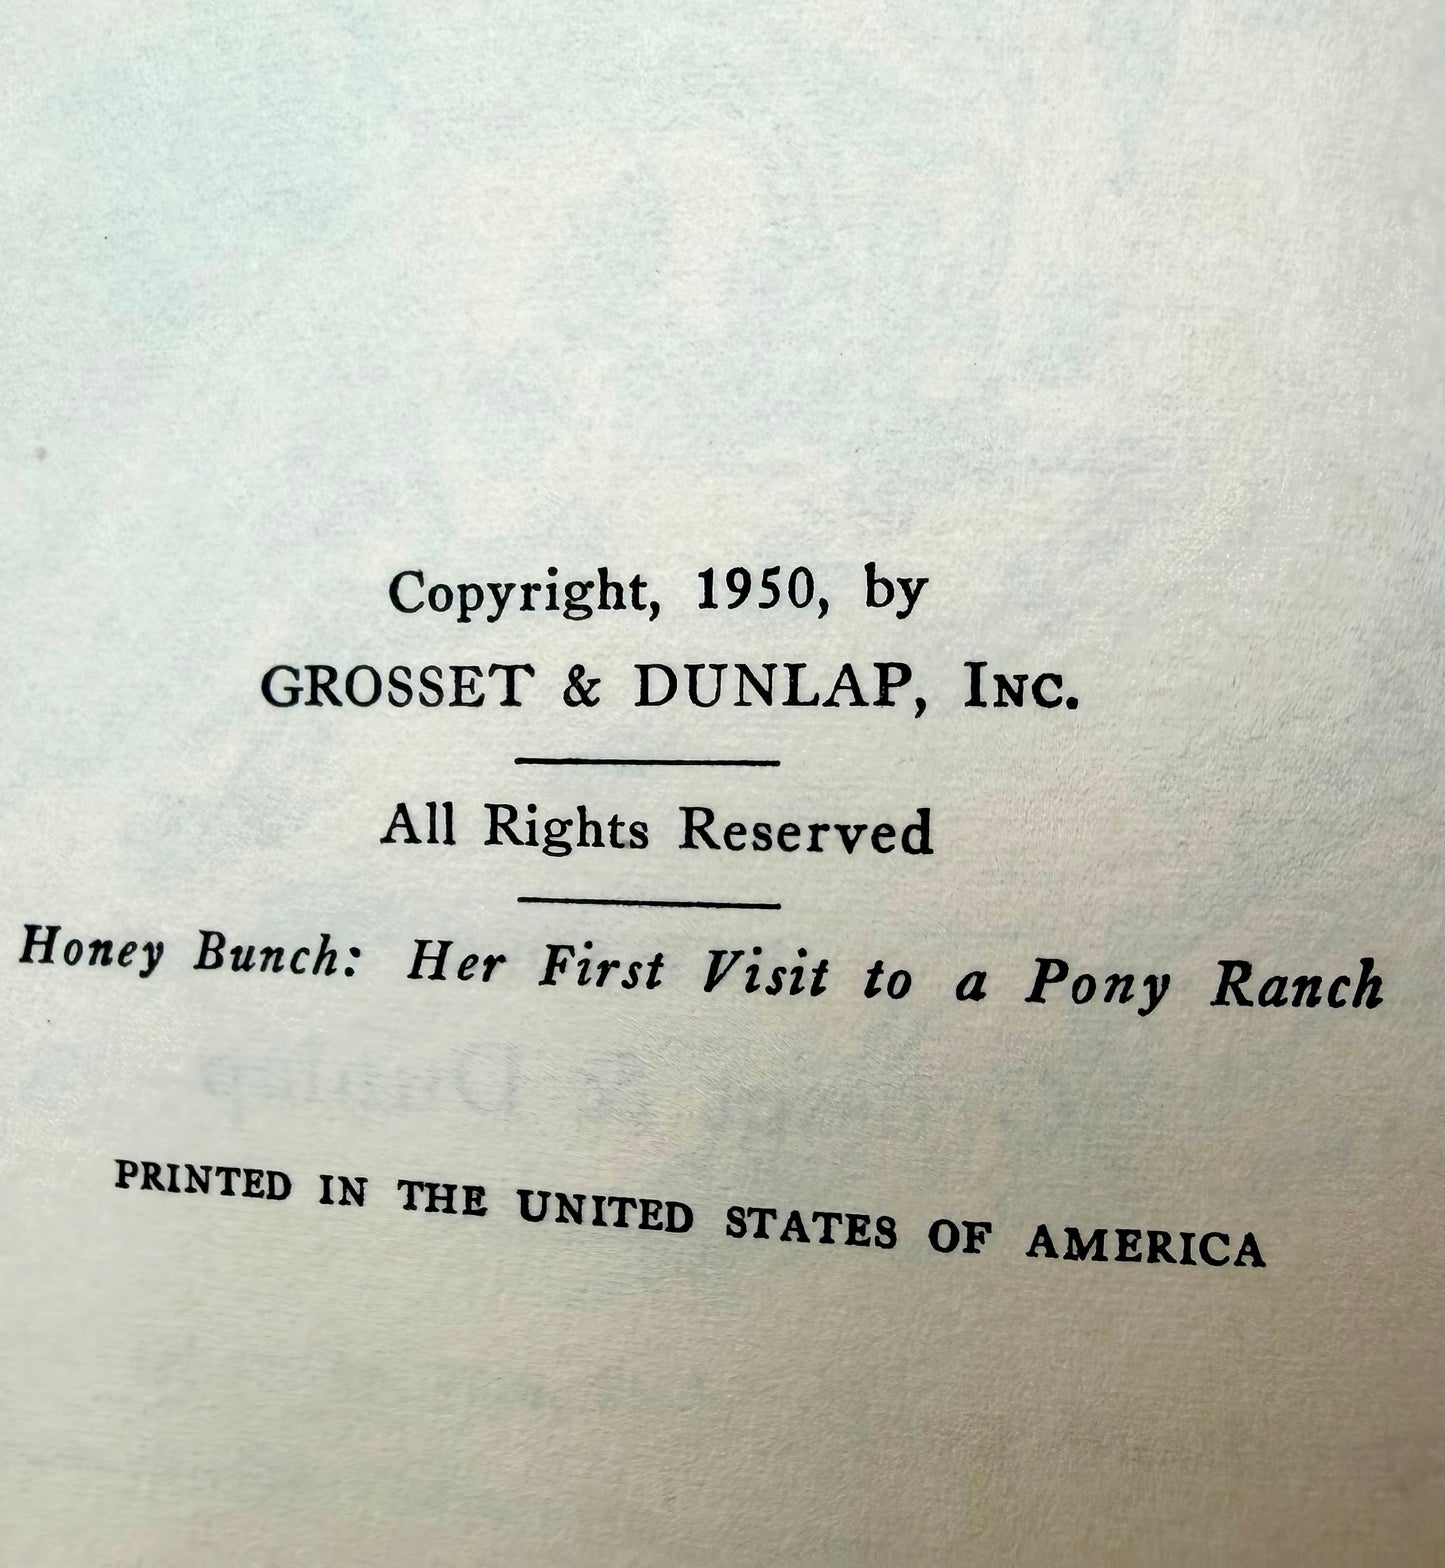 Copyright, 1950, by
GROSSET & DUNLAP, INC.
All Rights Reserved
Honey Bunch: Her First Visit to a Pony Ranch
PRINTED IN THE UNITED STATES OF AMERICA